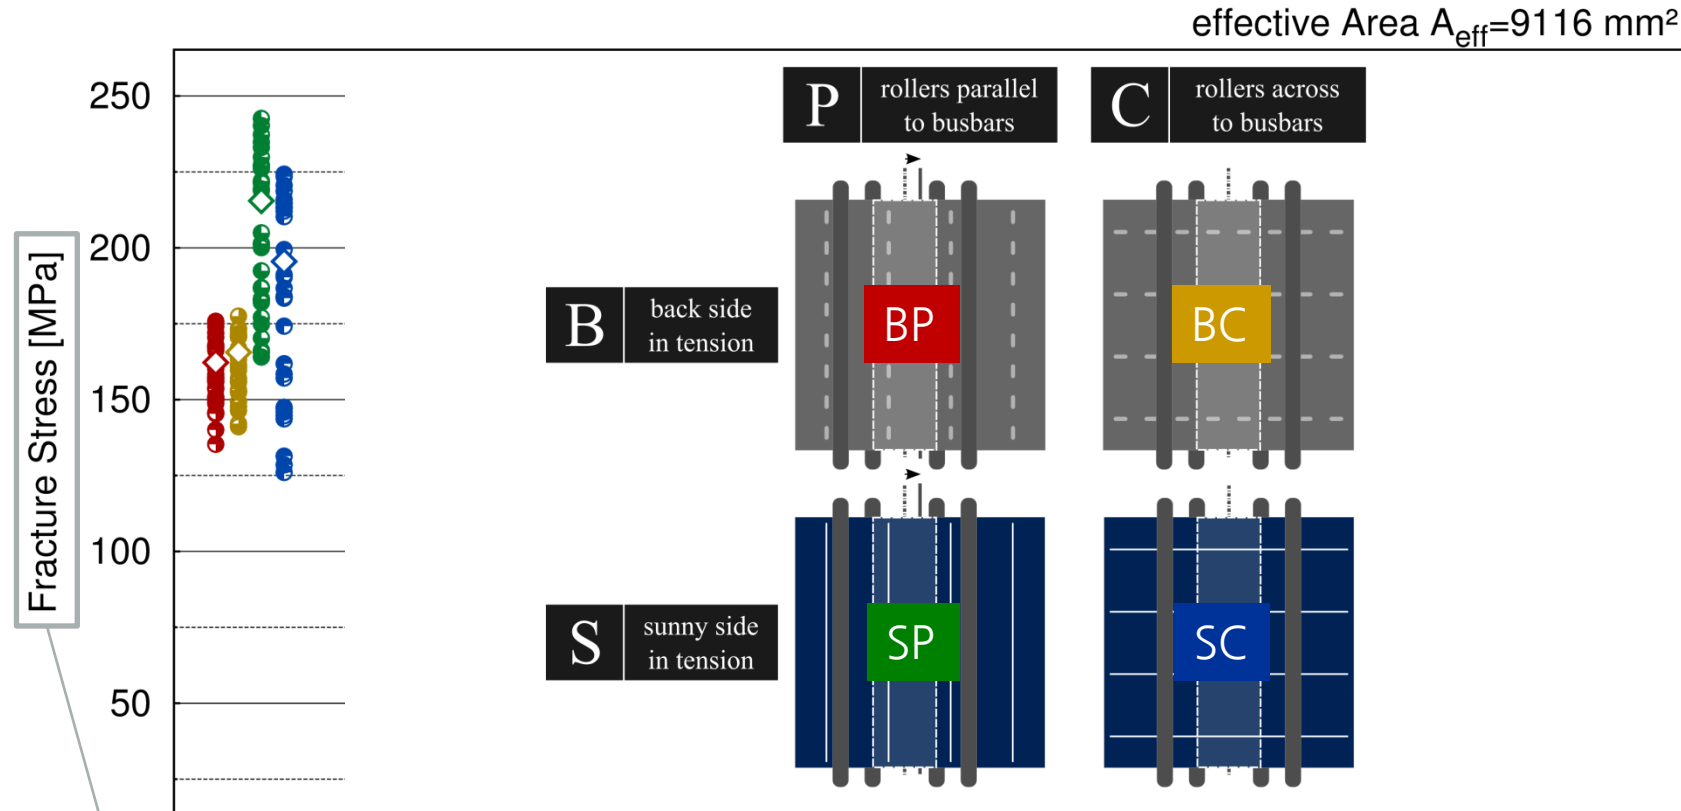 effective Area Aeff=9116 mm²
Fracture Stress [MPa]
250
200
150
100
50
P
rollers parallel
to busbars
C
rollers across
to busbars
B
back side
in tension
BP
BC
S
sunny side
in tension
SP
SC